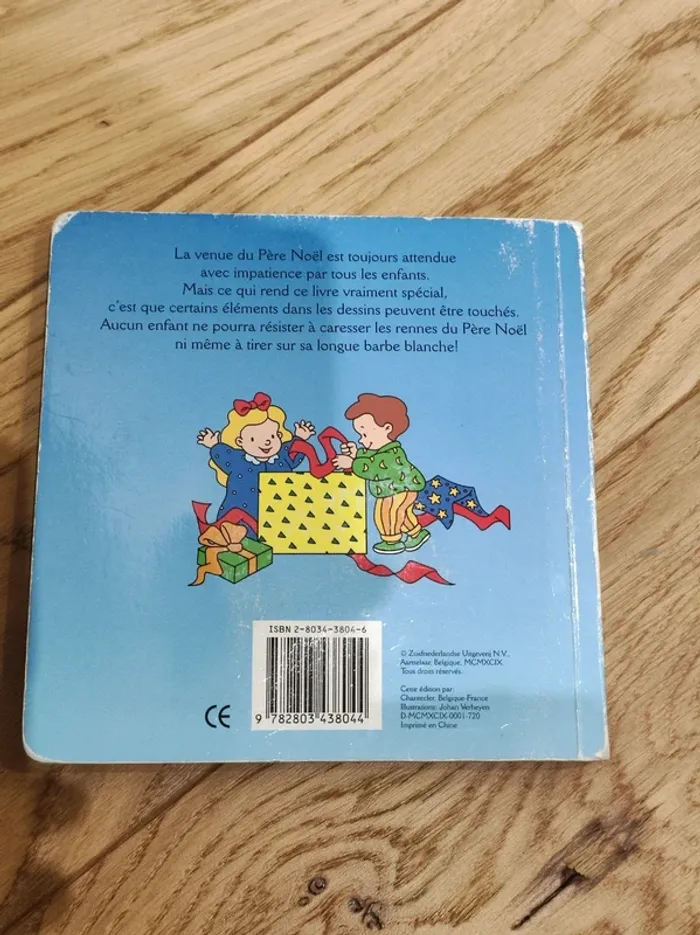 La venue du Père Noël est toujours attendue
avec impatience par tous les enfants.
Mais ce qui rend ce livre vraiment spécial,
c'est que certains éléments dans les dessins peuvent être touchés.
Aucun enfant ne pourra résister à caresser les rennes du Père Noël
ni même à tirer sur sa longue barbe blanche!
ISBN 2-8034-3804-6
9 782803 438044
CE
© Zuidnederlandse Uitgeverij N.V.,
Aartselaar, Belgique, MCMXCIX.
Tous droits réservés.
Cette édition par:
Chantecler, Belgique-France
Illustrations: Johan Verheyen
D-MCMXCIX-0001-720
Imprimé en Chine